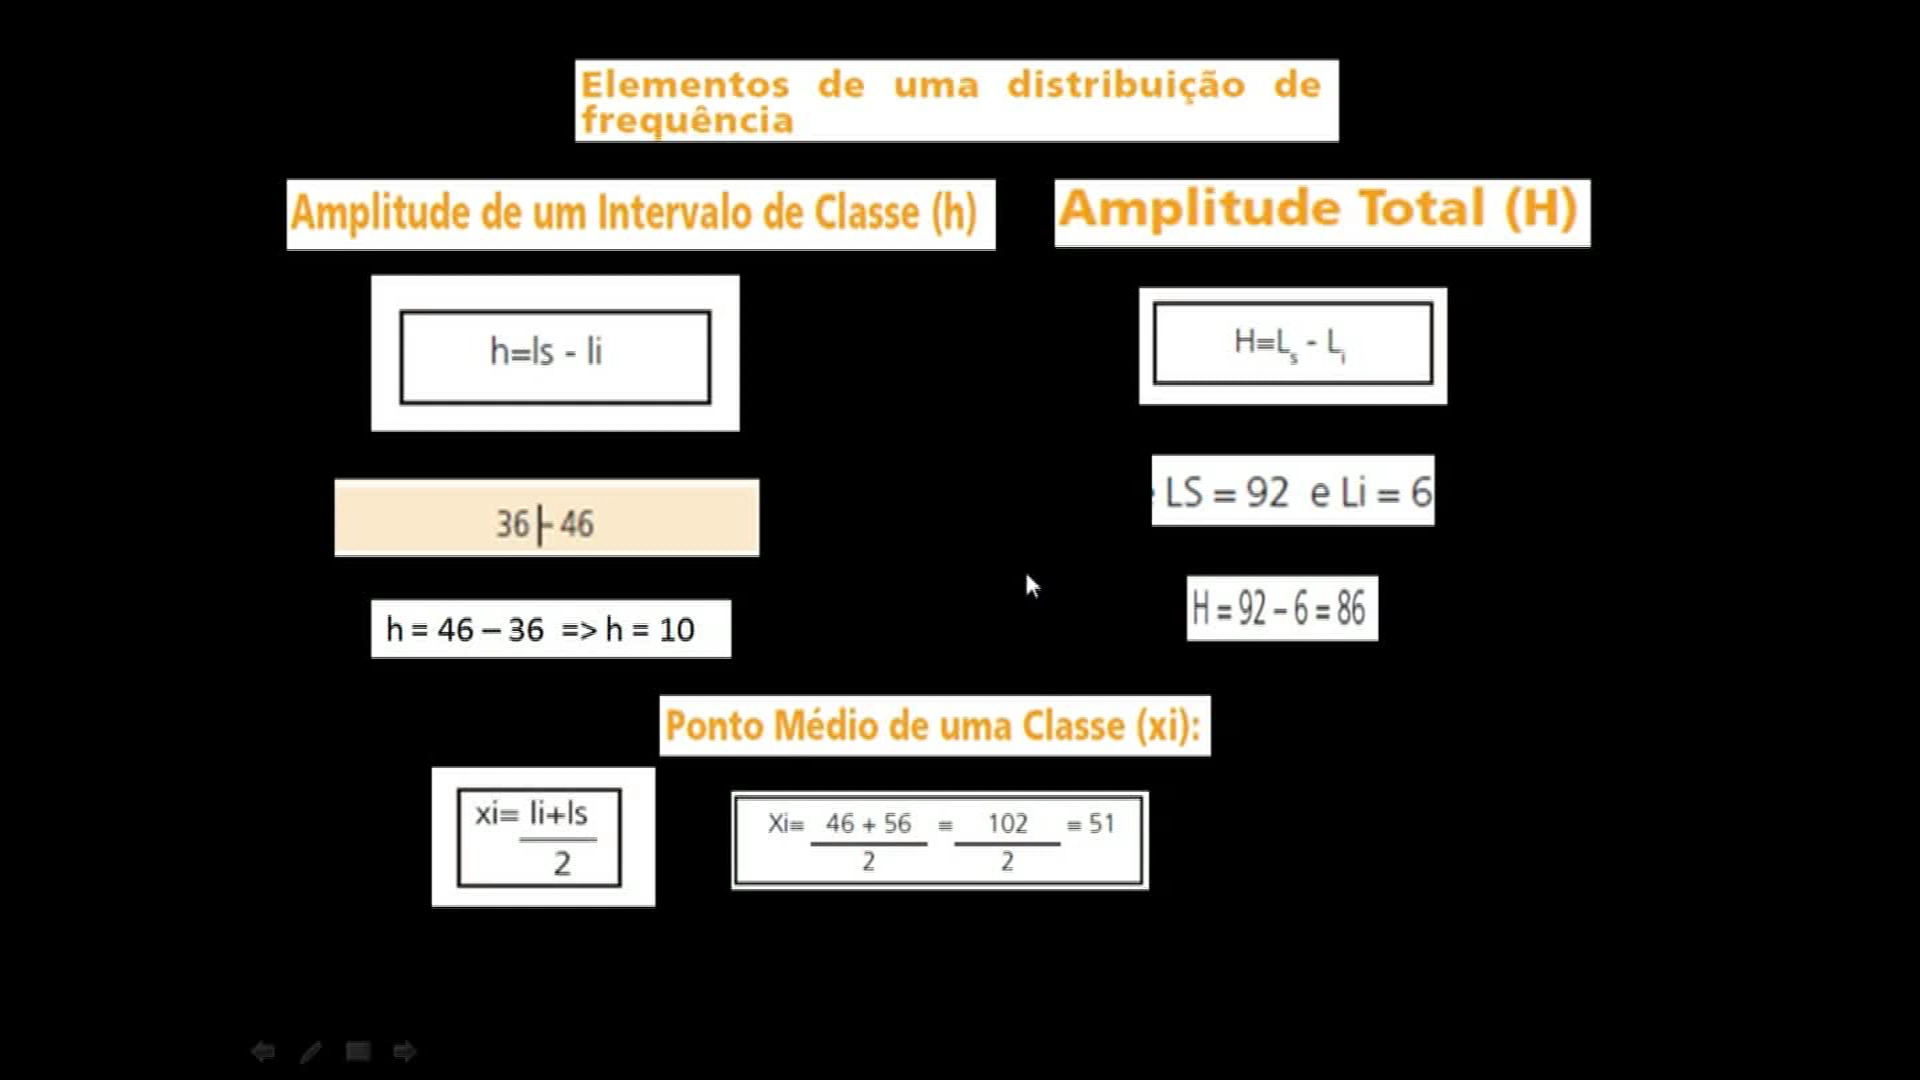 Elementos de uma distribuição de
frequência
Amplitude de um Intervalo de Classe (h)
Amplitude Total (H)
h=ls - li
H=Ls - Li
36 |- 46
LS = 92 e Li = 6
h = 46 – 36 => h = 10
H = 92 – 6 = 86
Ponto Médio de uma Classe (xi):
xi= li+ls
2
Xi= 46 + 56 = 102 = 51
2 2